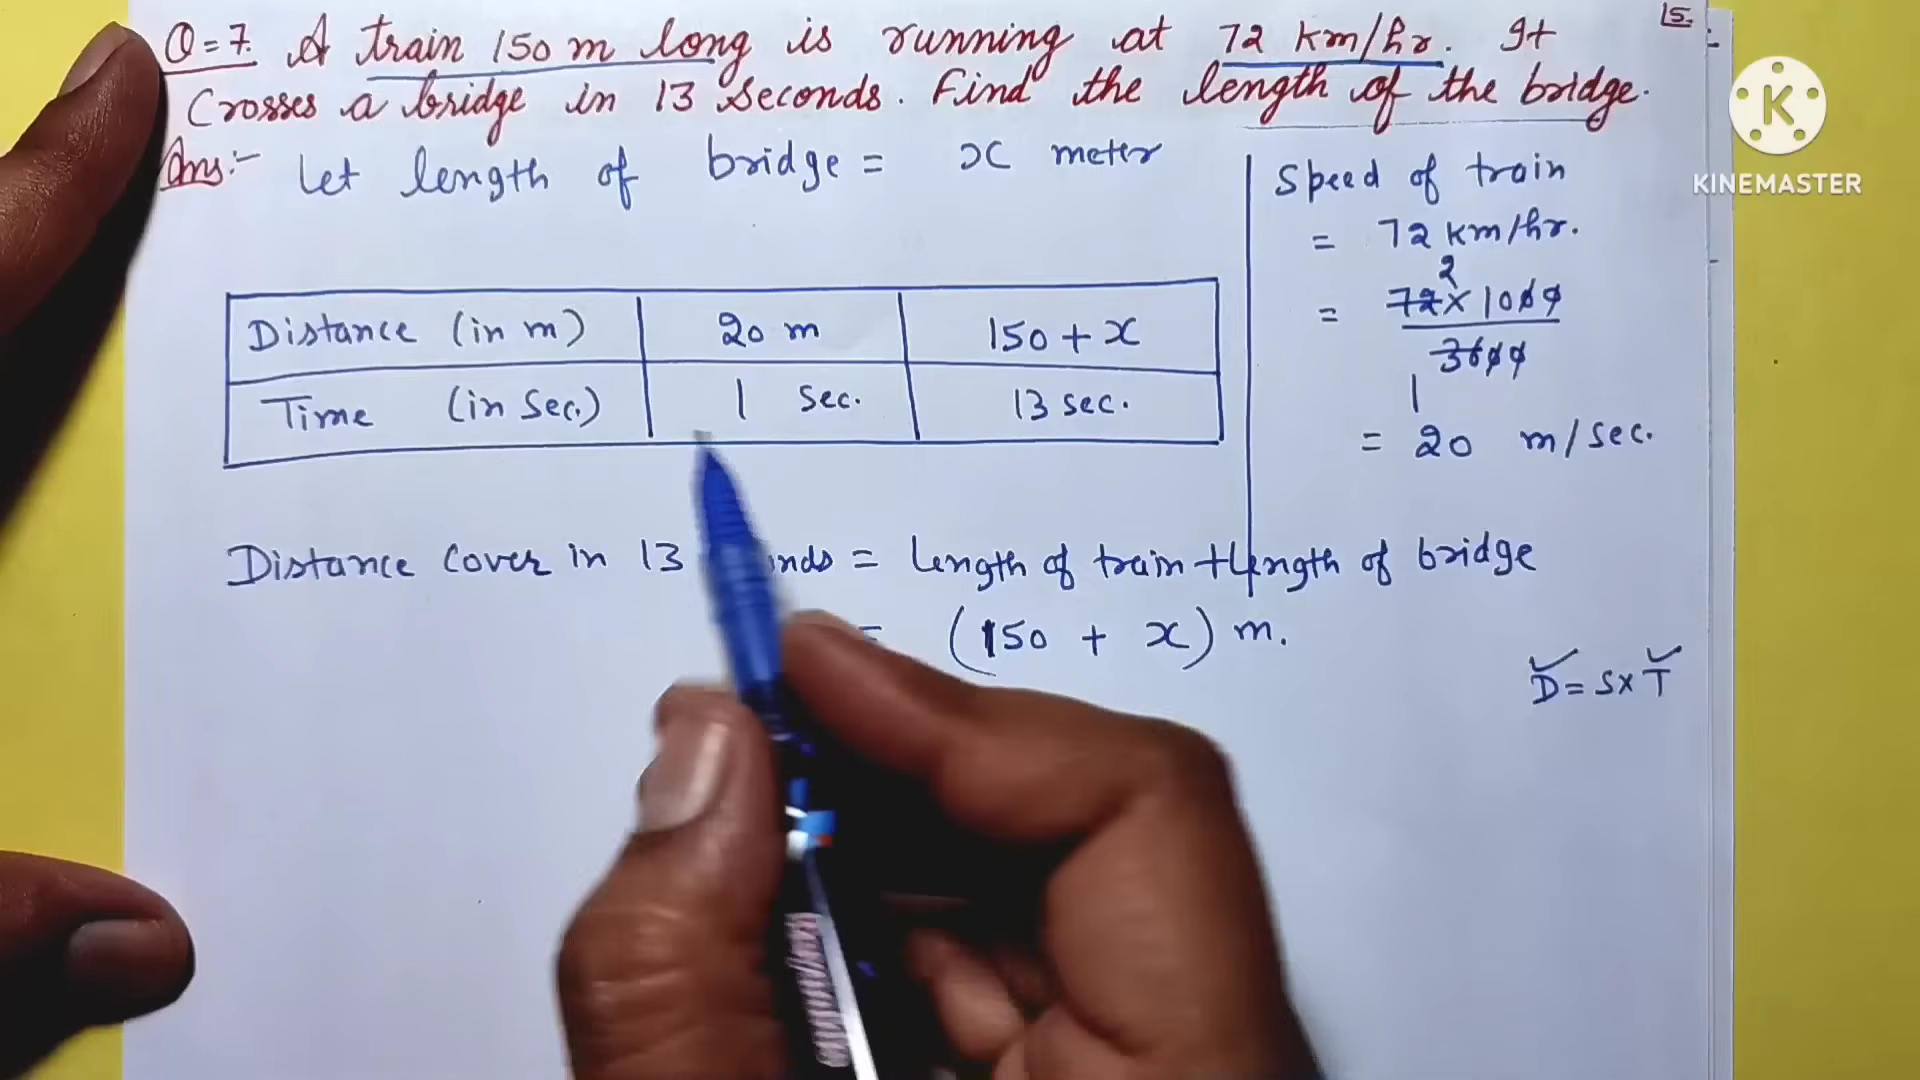 15.
Q=7. A train 150 m long is running at 72 km/hr. It
Crosses a bridge in 13 Seconds. Find the length of the bridge.
Ans:- Let length of bridge = x meter
Speed of train
= 72 km/hr.
2
= 72 x 1000
3600
1
= 20 m/sec.
Distance (in m) 20 m 150 + x
Time (in Sec.) 1 Sec. 13 sec.
Distance cover in 13 onds = length of train + length of bridge
= (150 + x) m.
D = S x T
K
KINEMASTER